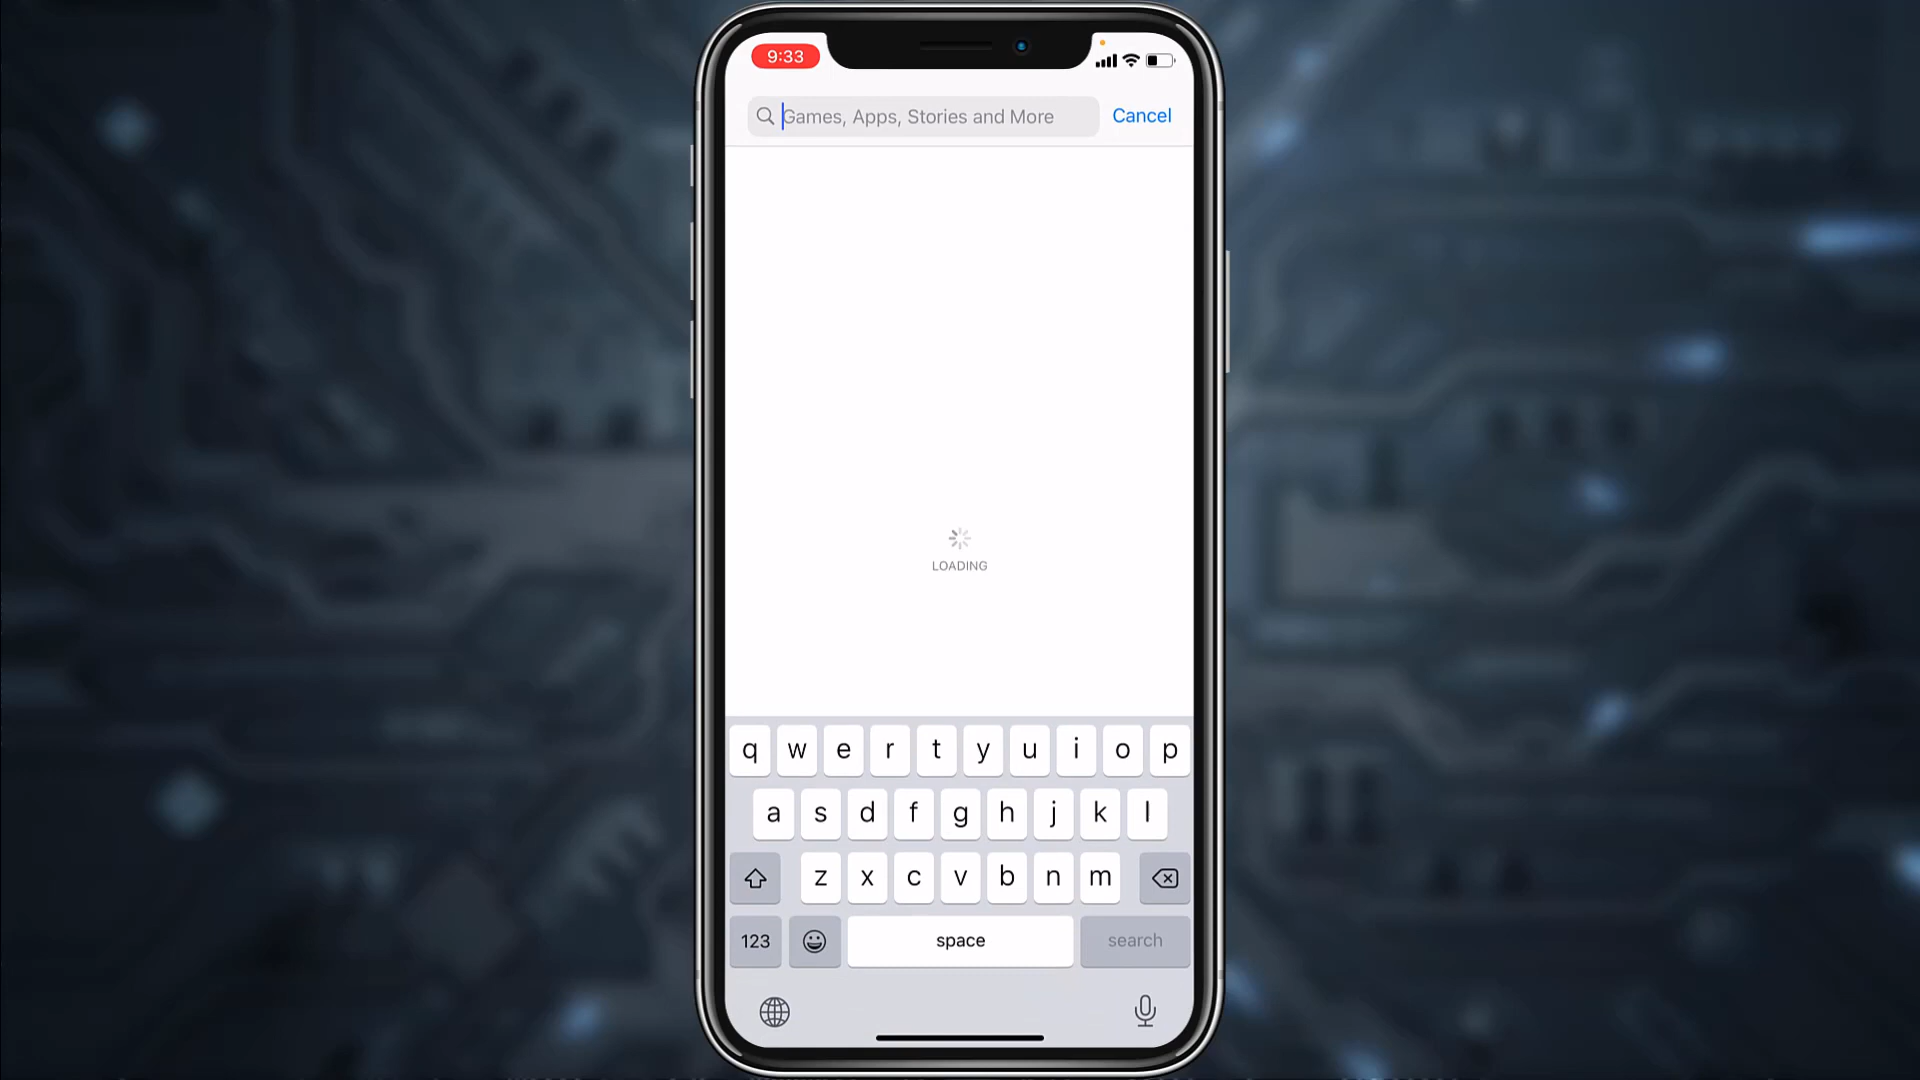 9:33
Games, Apps, Stories and More
Cancel
LOADING
q w e r t y u i o p
a s d f g h j k l
z x c v b n m
123 space search